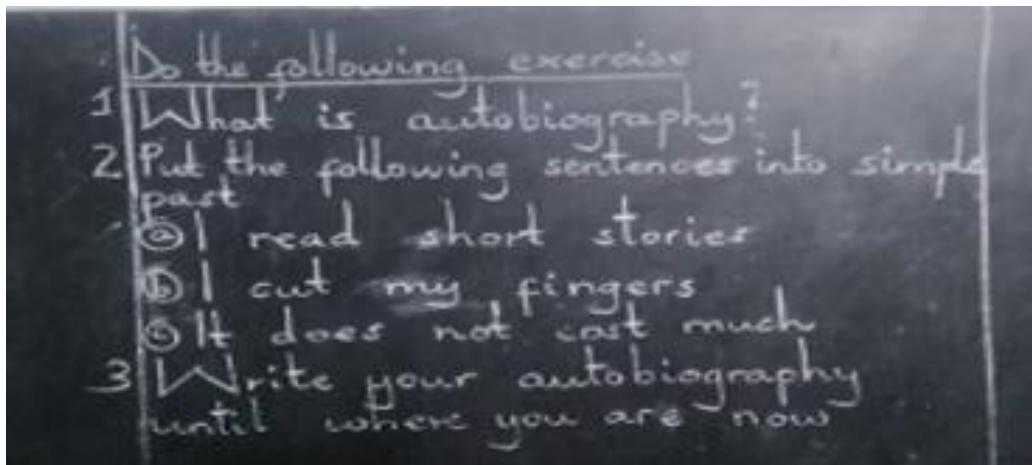 Do the following exercise
1 What is autobiography?
2 Put the following sentences into simple
past
ⓐ I read short stories
ⓑ I cut my fingers
ⓒ It does not cost much
3 Write your autobiography
until where you are now